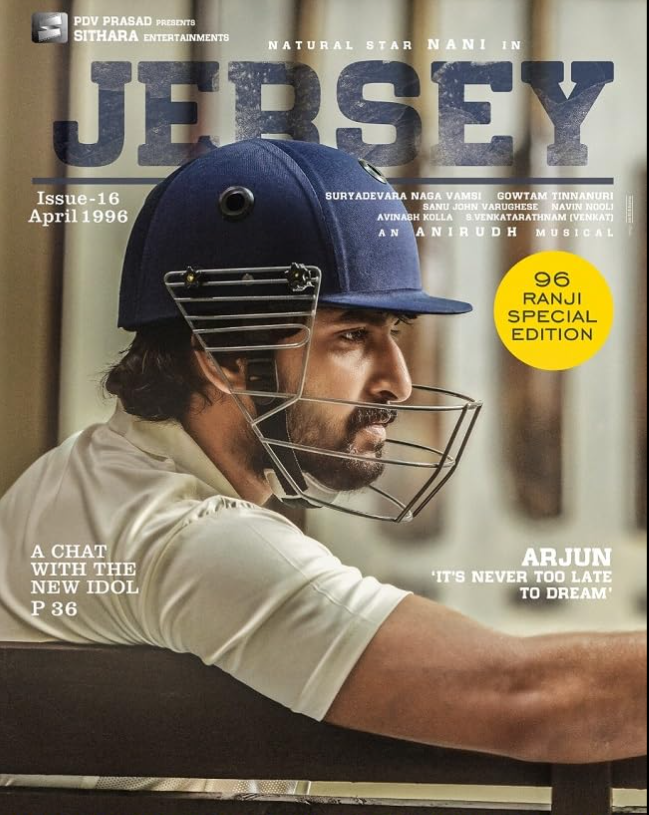 PDV PRASAD PRESENTS
SITHARA ENTERTAINMENTS
NATURAL STAR NANI IN
JERSEY
Issue-16
April 1996
SURYADEVARA NAGA VAMSI GOWTAM TINNANURI
SANU JOHN VARUGHESE NAVIN NOOLI
AVINASH KOLLA S.VENKATARATHNAM (VENKAT)
AN ANIRUDH MUSICAL
96
RANJI
SPECIAL
EDITION
A CHAT
WITH THE
NEW IDOL
P 36
ARJUN
'IT'S NEVER TOO LATE
TO DREAM'